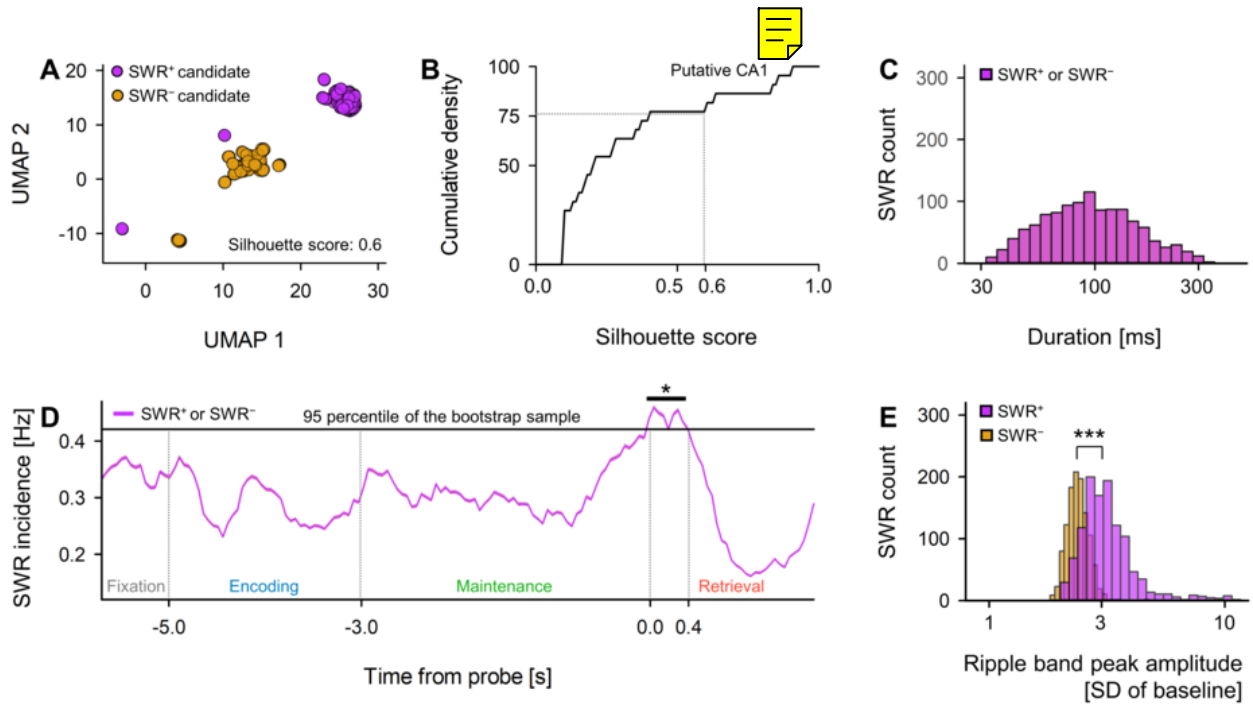 A
SWR⁺ candidate
SWR⁻ candidate
20
10
0
-10
UMAP 2
Silhouette score: 0.6
0
10
20
30
UMAP 1
B
Putative CA1
100
75
50
0
Cumulative density
0.0
0.5
0.6
1.0
Silhouette score
C
SWR⁺ or SWR⁻
300
200
100
0
SWR count
30
100
300
Duration [ms]
D
SWR⁺ or SWR⁻
95 percentile of the bootstrap sample
*
0.4
0.3
0.2
SWR incidence [Hz]
Fixation
Encoding
Maintenance
Retrieval
-5.0
-3.0
0.0
0.4
Time from probe [s]
E
SWR⁺
SWR⁻
***
300
200
100
0
SWR count
1
3
10
Ripple band peak amplitude
[SD of baseline]